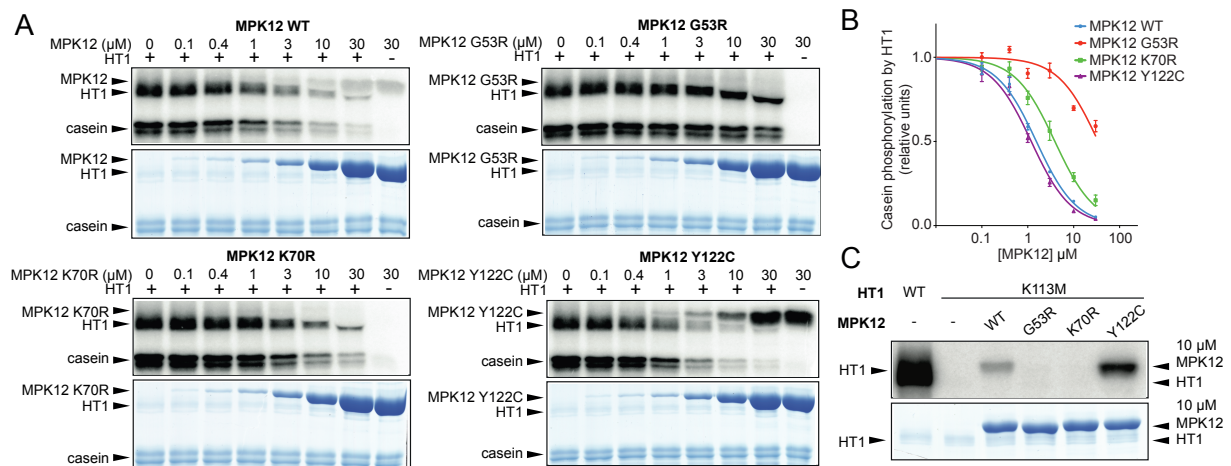 A
MPK12 WT
MPK12 (µM) 0 0.1 0.4 1 3 10 30 30
HT1 + + + + + + + -
MPK12
HT1
casein
MPK12
HT1
casein
MPK12 G53R
MPK12 G53R (µM) 0 0.1 0.4 1 3 10 30 30
HT1 + + + + + + + -
MPK12 G53R
HT1
casein
MPK12 G53R
HT1
casein
MPK12 K70R
MPK12 K70R (µM) 0 0.1 0.4 1 3 10 30 30
HT1 + + + + + + + -
MPK12 K70R
HT1
casein
MPK12 K70R
HT1
casein
MPK12 Y122C
MPK12 Y122C (µM) 0 0.1 0.4 1 3 10 30 30
HT1 + + + + + + + -
MPK12 Y122C
HT1
casein
MPK12 Y122C
HT1
casein
B
Casein phosphorylation by HT1
(relative units)
1.0
0.5
0.0
0.1 1 10 100
[MPK12] µM
MPK12 WT
MPK12 G53R
MPK12 K70R
MPK12 Y122C
C
HT1 WT K113M
MPK12 - - WT G53R K70R Y122C
HT1
10 µM
MPK12
HT1
HT1
10 µM
MPK12
HT1